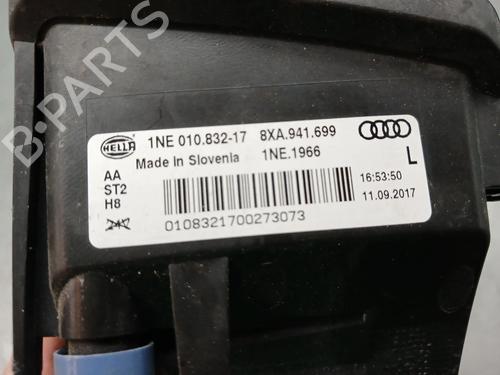 B-PARTS
HELLA
1NE 010.832-17 8XA.941.699
Made in Slovenia 1NE.1966 L
AA
ST2
H8
16:53:50
11.09.2017
0108321700273073